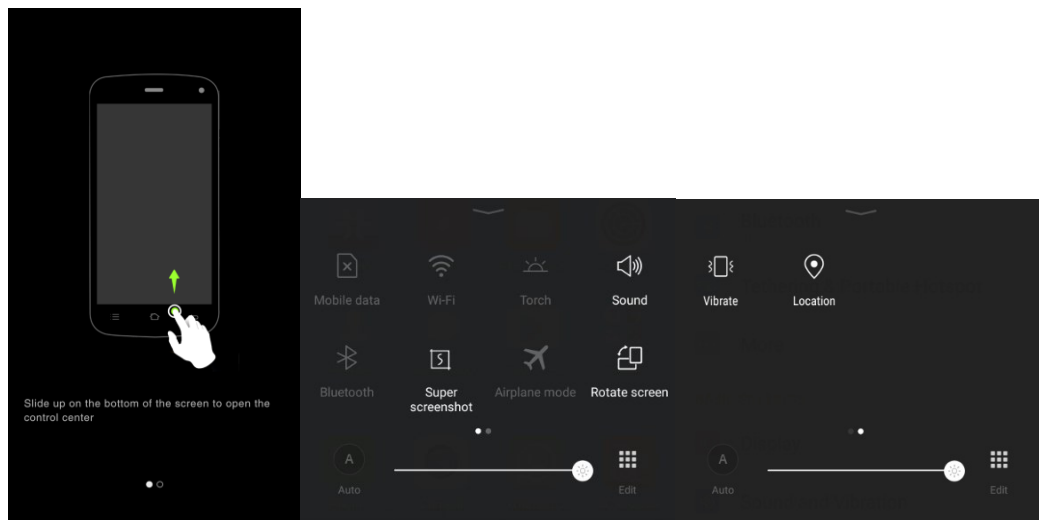 Slide up on the bottom of the screen to open the
control center
Mobile data
Wi-Fi
Torch
Sound
Bluetooth
Super
screenshot
Airplane mode
Rotate screen
A
Auto
Edit
Vibrate
Location
A
Auto
Edit